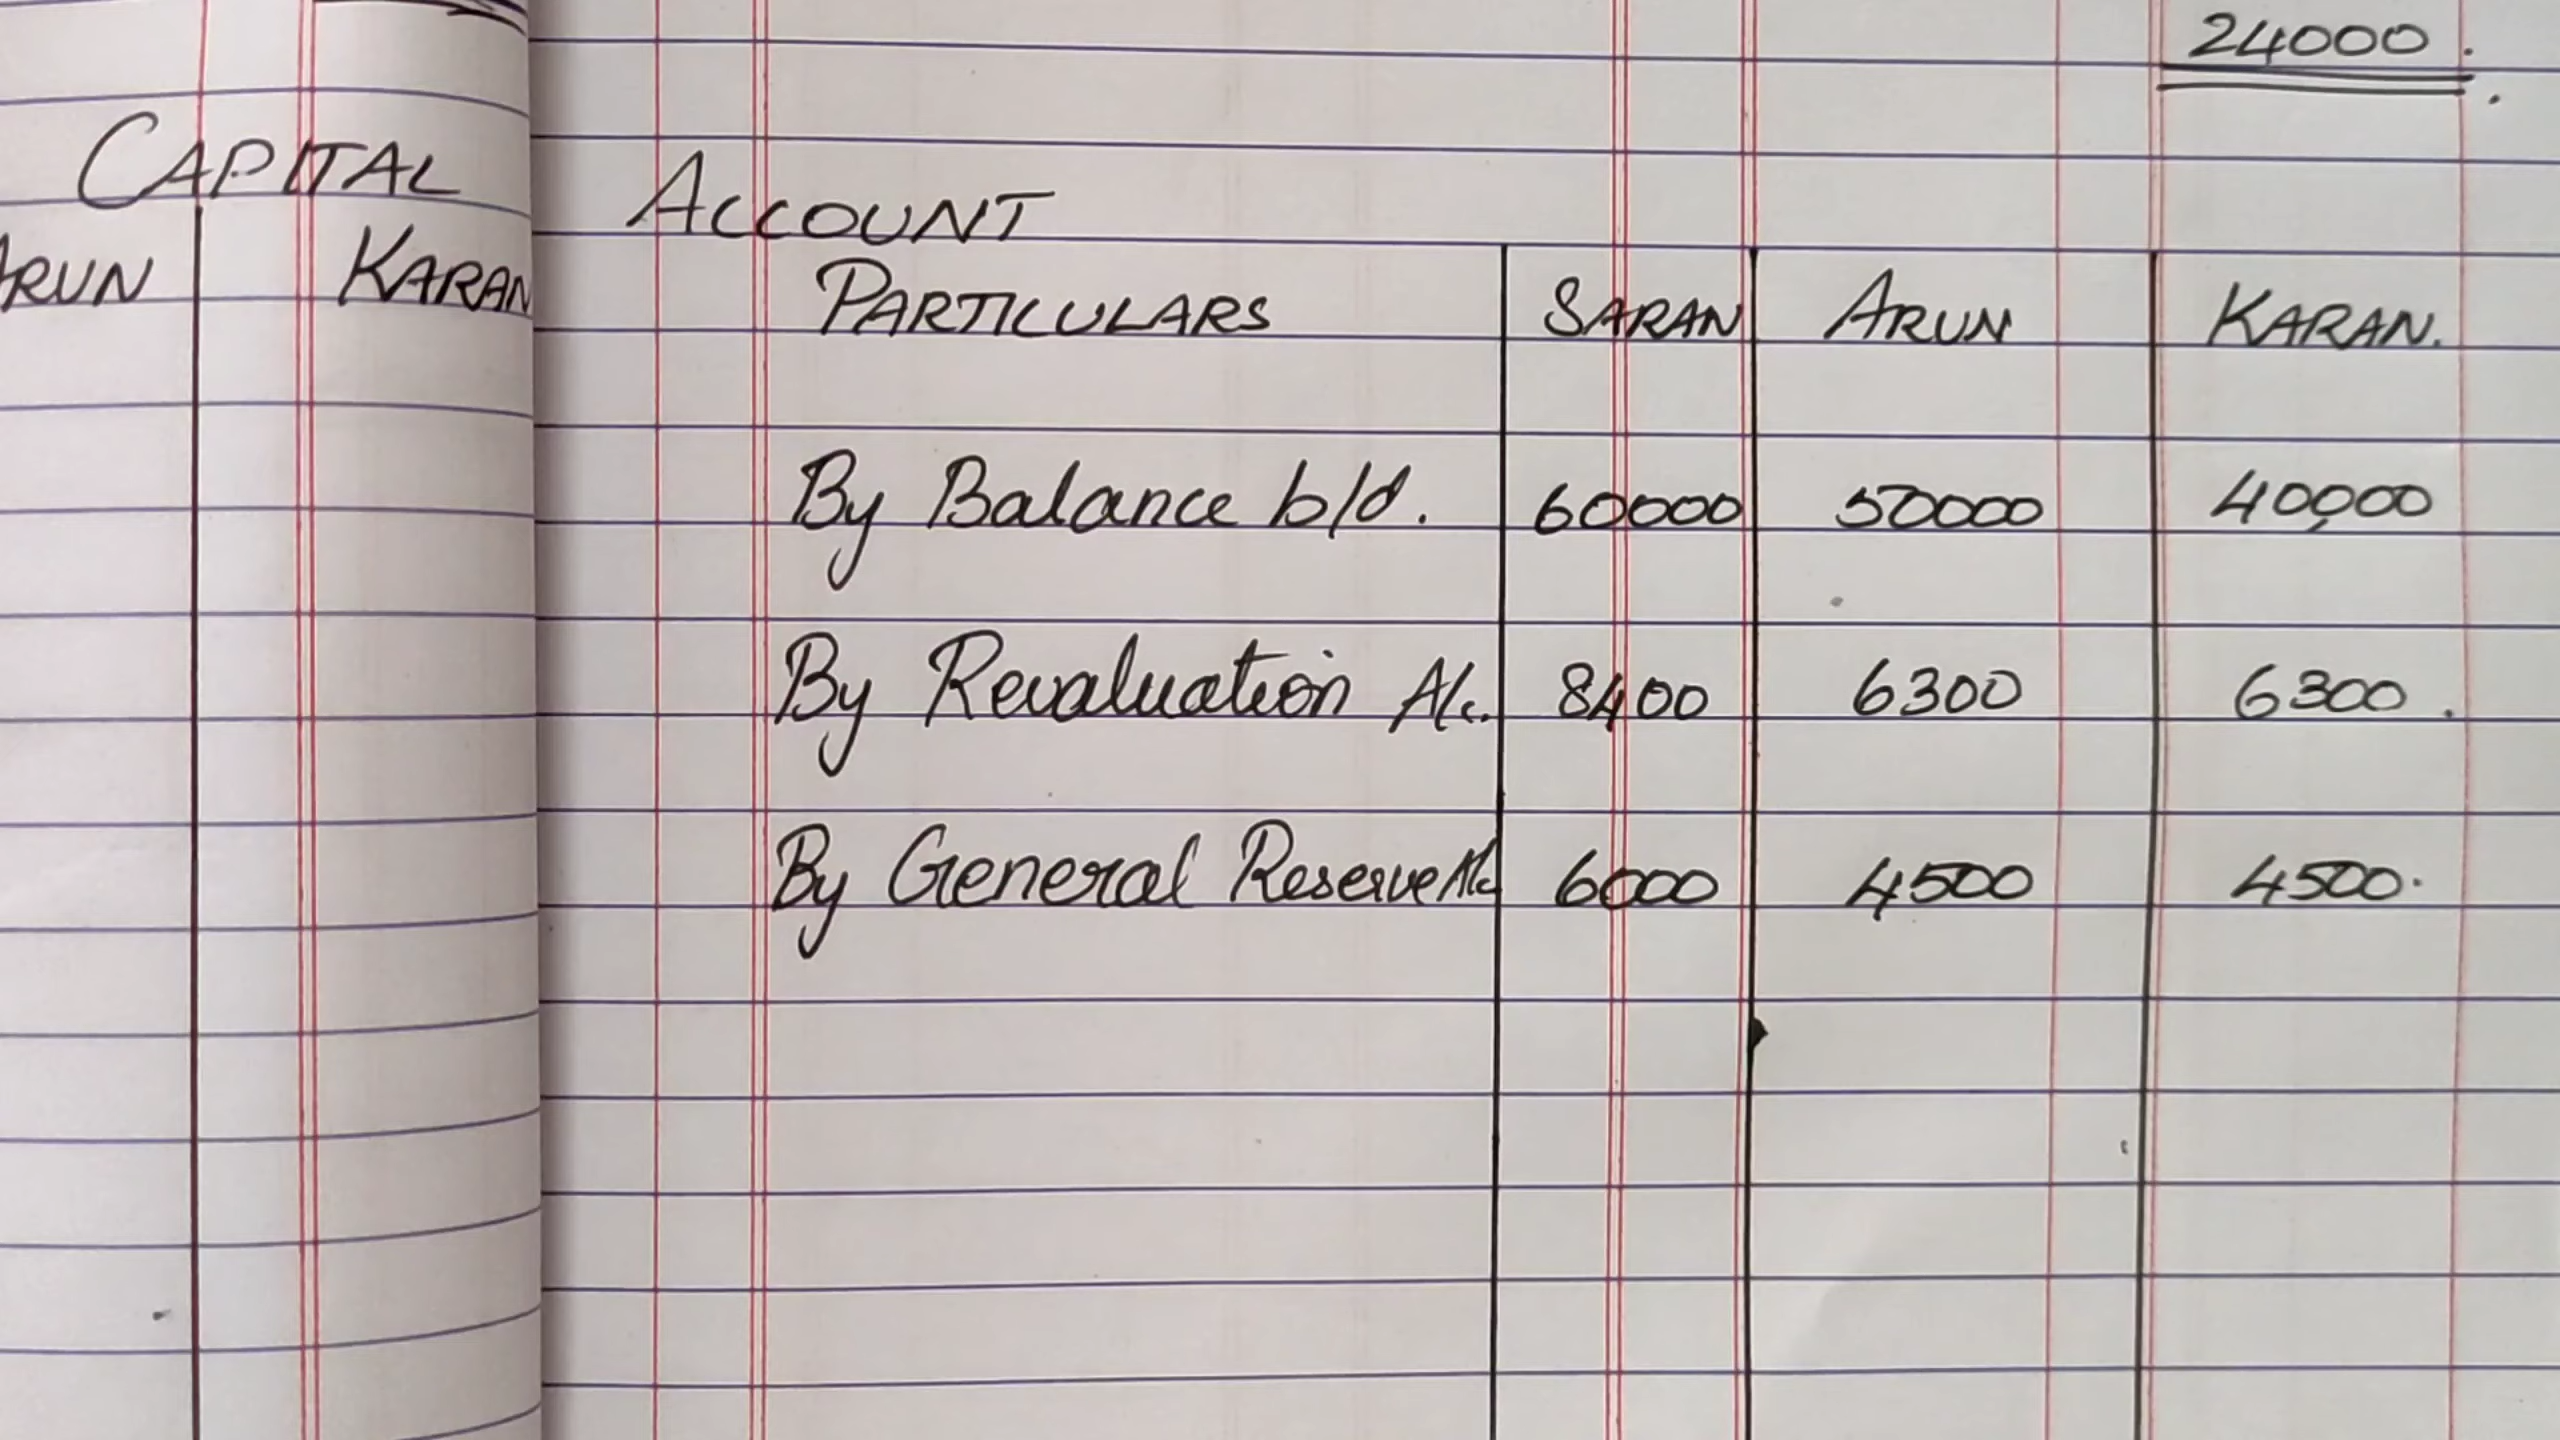 24000.
CAPITAL ACCOUNT
KARAN PARTICULARS SARAN ARUN KARAN.
By Balance b/d. 60000 50000 40000
By Revaluation A/c. 8400 6300 6300.
By General Reserve A/c 6000 4500 4500.